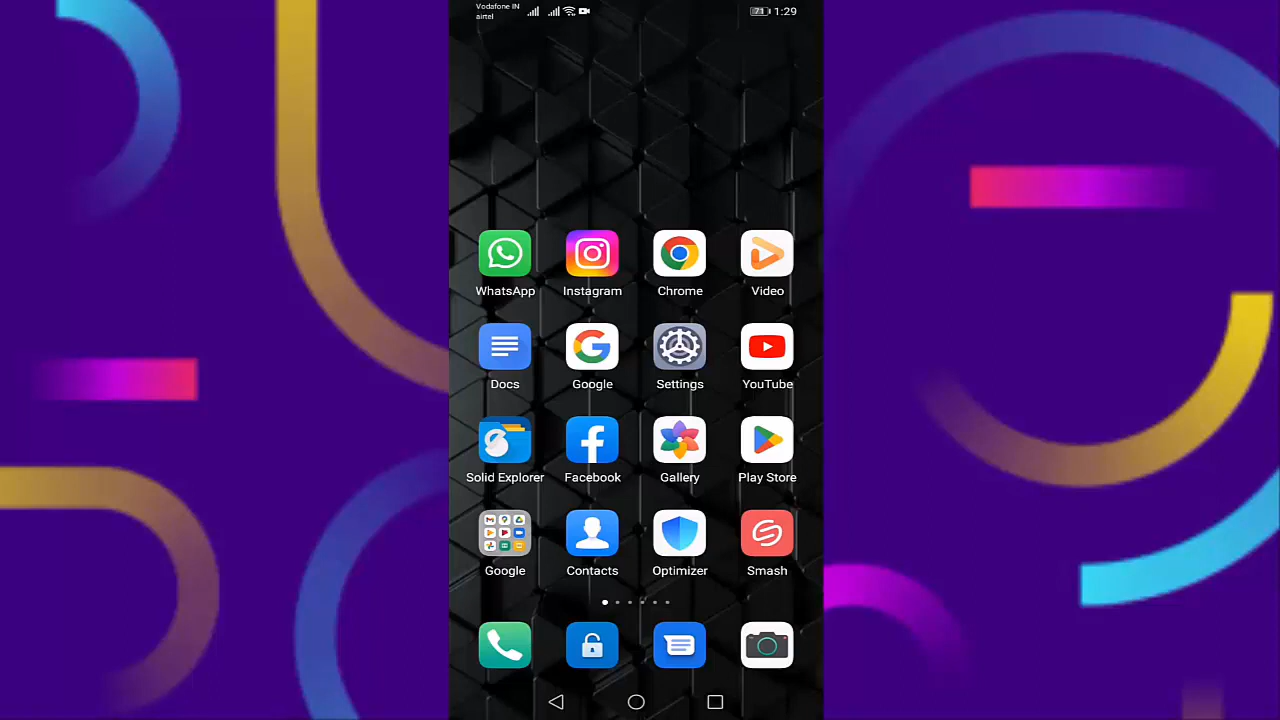 Vodafone IN
airtel
71 1:29
WhatsApp Instagram Chrome Video
Docs Google Settings YouTube
Solid Explorer Facebook Gallery Play Store
Google Contacts Optimizer Smash